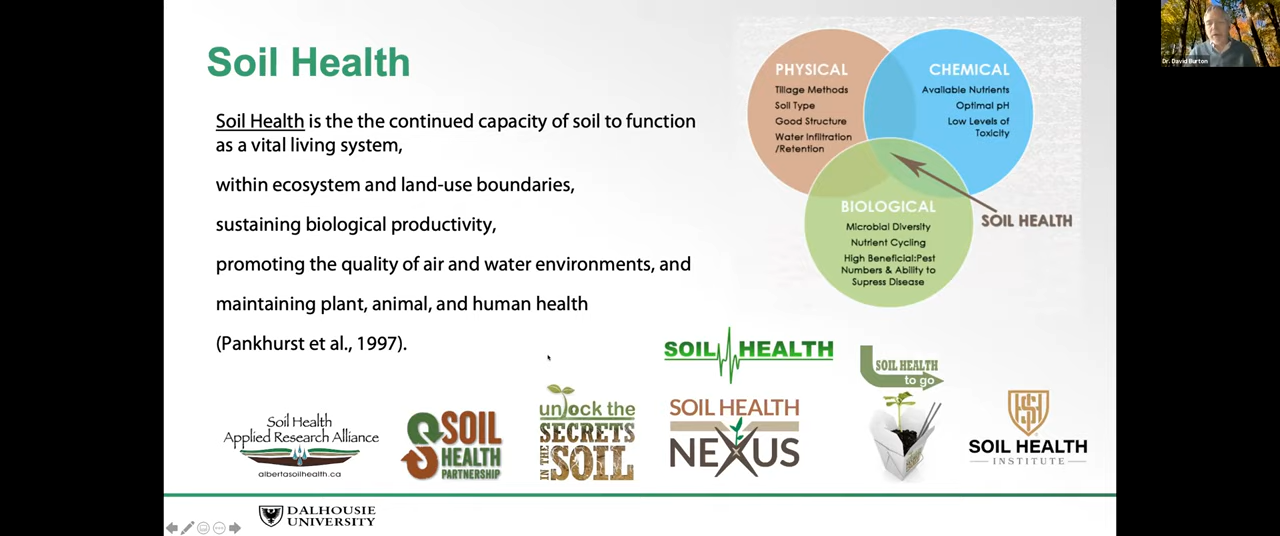 Soil Health
Soil Health is the the continued capacity of soil to function
as a vital living system,
within ecosystem and land-use boundaries,
sustaining biological productivity,
promoting the quality of air and water environments, and
maintaining plant, animal, and human health
(Pankhurst et al., 1997).
PHYSICAL
Tillage Methods
Soil Type
Good Structure
Water Infiltration
/Retention
CHEMICAL
Available Nutrients
Optimal pH
Low Levels of
Toxicity
BIOLOGICAL
Microbial Diversity
Nutrient Cycling
High Beneficial:Pest
Numbers & Ability to
Supress Disease
SOIL HEALTH
Dr. David Burton
SOIL HEALTH
SOIL HEALTH
to go
Soil Health
Applied Research Alliance
albertasoilhealth.ca
SOIL
HEALTH
PARTNERSHIP
unlock the
SECRETS
IN THE
SOIL
SOIL HEALTH
NEXUS
SOIL HEALTH
INSTITUTE
DALHOUSIE
UNIVERSITY